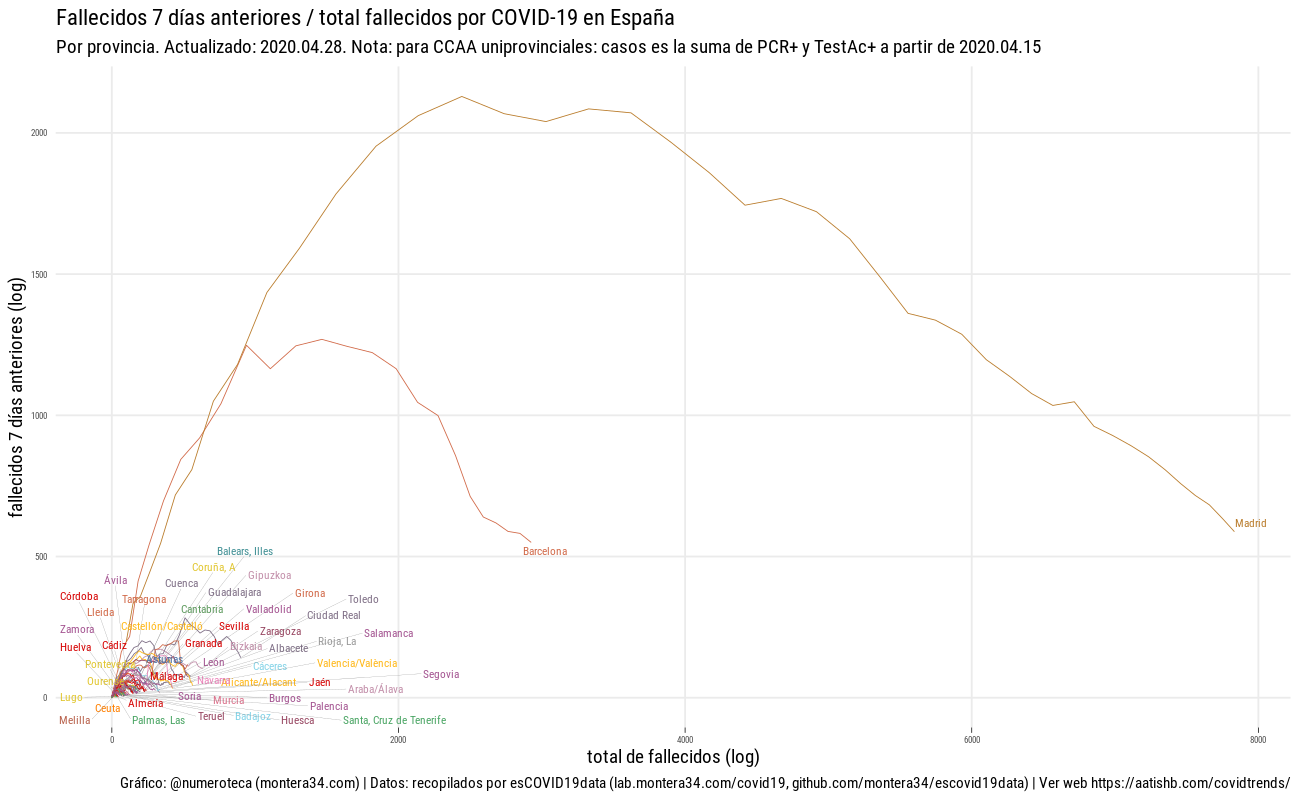 Fallecidos 7 días anteriores / total fallecidos por COVID-19 en España
Por provincia. Actualizado: 2020.04.28. Nota: para CCAA uniprovinciales: casos es la suma de PCR+ y TestAc+ a partir de 2020.04.15
fallecidos 7 días anteriores (log)
2000
1500
1000
500
0
Madrid
Barcelona
Balears, Illes
Coruña, A
Gipuzkoa
Ávila
Cuenca
Guadalajara
Girona
Córdoba
Tarragona
Toledo
Lleida
Cantabria
Valladolid
Ciudad Real
Zamora
Castellón/Castelló
Sevilla
Zaragoza
Salamanca
Huelva
Cádiz
Granada
Bizkaia
Albacete
Rioja, La
Pontevedra
Asturias
León
Cáceres
Valencia/València
Ourense
Málaga
Navarra
Alicante/Alacant
Jaén
Segovia
Araba/Álava
Lugo
Soria
Murcia
Burgos
Palencia
Ceuta
Almería
Melilla
Palmas, Las
Teruel
Badajoz
Huesca
Santa, Cruz de Tenerife
0
2000
4000
6000
8000
total de fallecidos (log)
Gráfico: @numeroteca (montera34.com) | Datos: recopilados por esCOVID19data (lab.montera34.com/covid19, github.com/montera34/escovid19data) | Ver web https://aatishb.com/covidtrends/